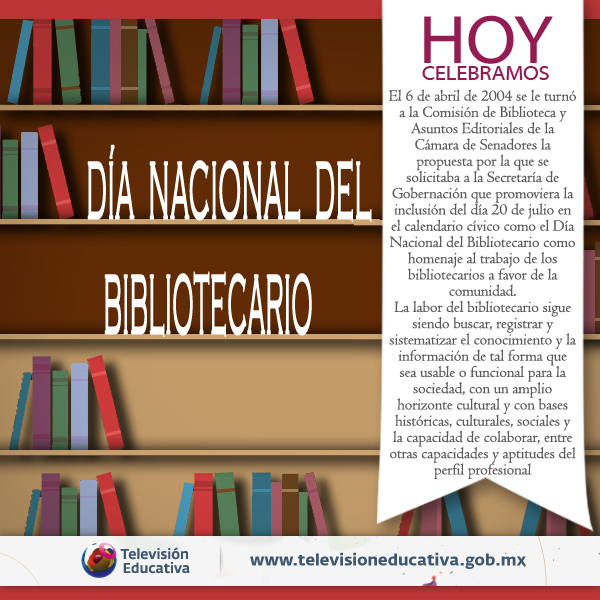 DÍA NACIONAL DEL
BIBLIOTECARIO
HOY
CELEBRAMOS
El 6 de abril de 2004 se le turnó
a la Comisión de Biblioteca y
Asuntos Editoriales de la
Cámara de Senadores la
propuesta por la que se
solicitaba a la Secretaría de
Gobernación que promoviera la
inclusión del día 20 de julio en
el calendario cívico como el Día
Nacional del Bibliotecario como
homenaje al trabajo de los
bibliotecarios a favor de la
comunidad.
La labor del bibliotecario sigue
siendo buscar, registrar y
sistematizar el conocimiento y la
información de tal forma que
sea usable o funcional para la
sociedad, con un amplio
horizonte cultural y con bases
históricas, culturales, sociales y
la capacidad de colaborar, entre
otras capacidades y aptitudes del
perfil profesional
Televisión
Educativa
www.televisioneducativa.gob.mx